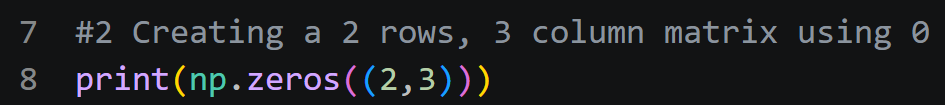 7 #2 Creating a 2 rows, 3 column matrix using 0
8 print(np.zeros((2,3)))